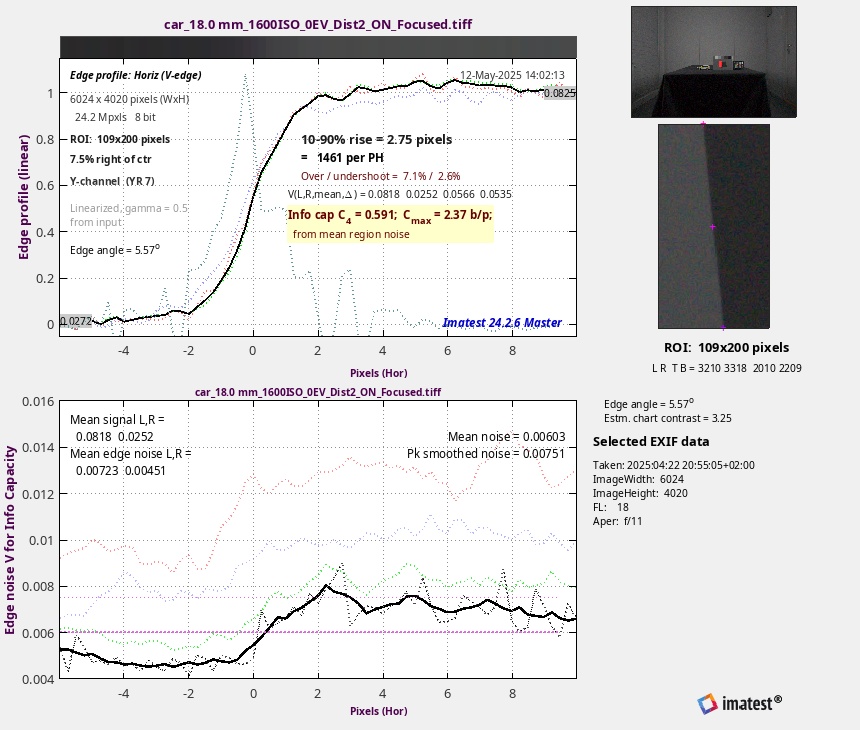 car_18.0 mm_1600ISO_0EV_Dist2_ON_Focused.tiff
Edge profile: Horiz (V-edge)
12-May-2025 14:02:13
6024 x 4020 pixels (WxH)
24.2 Mpxls 8 bit
ROI: 109x200 pixels
7.5% right of ctr
Y-channel (YR 7)
Linearized, gamma = 0.5
from input
Edge angle = 5.57°
10-90% rise = 2.75 pixels
= 1461 per PH
Over / undershoot = 7.1% / 2.6%
V(L,R,mean,Δ) = 0.0818 0.0252 0.0566 0.0535
Info cap C4 = 0.591; Cmax = 2.37 b/p;
from mean region noise
0.0825
0.0272
Imatest 24.2.6 Master
Edge profile (linear)
1
0.8
0.6
0.4
0.2
0
-4 -2 0 2 4 6 8
Pixels (Hor)
ROI: 109x200 pixels
L R T B = 3210 3318 2010 2209
car_18.0 mm_1600ISO_0EV_Dist2_ON_Focused.tiff
Mean signal L,R =
0.0818 0.0252
Mean edge noise L,R =
0.00723 0.00451
Mean noise = 0.00603
Pk smoothed noise = 0.00751
Edge noise V for Info Capacity
0.016
0.014
0.012
0.01
0.008
0.006
0.004
-4 -2 0 2 4 6 8
Pixels (Hor)
Edge angle = 5.57°
Estm. chart contrast = 3.25
Selected EXIF data
Taken: 2025:04:22 20:55:05+02:00
ImageWidth: 6024
ImageHeight: 4020
FL: 18
Aper: f/11
imatest®